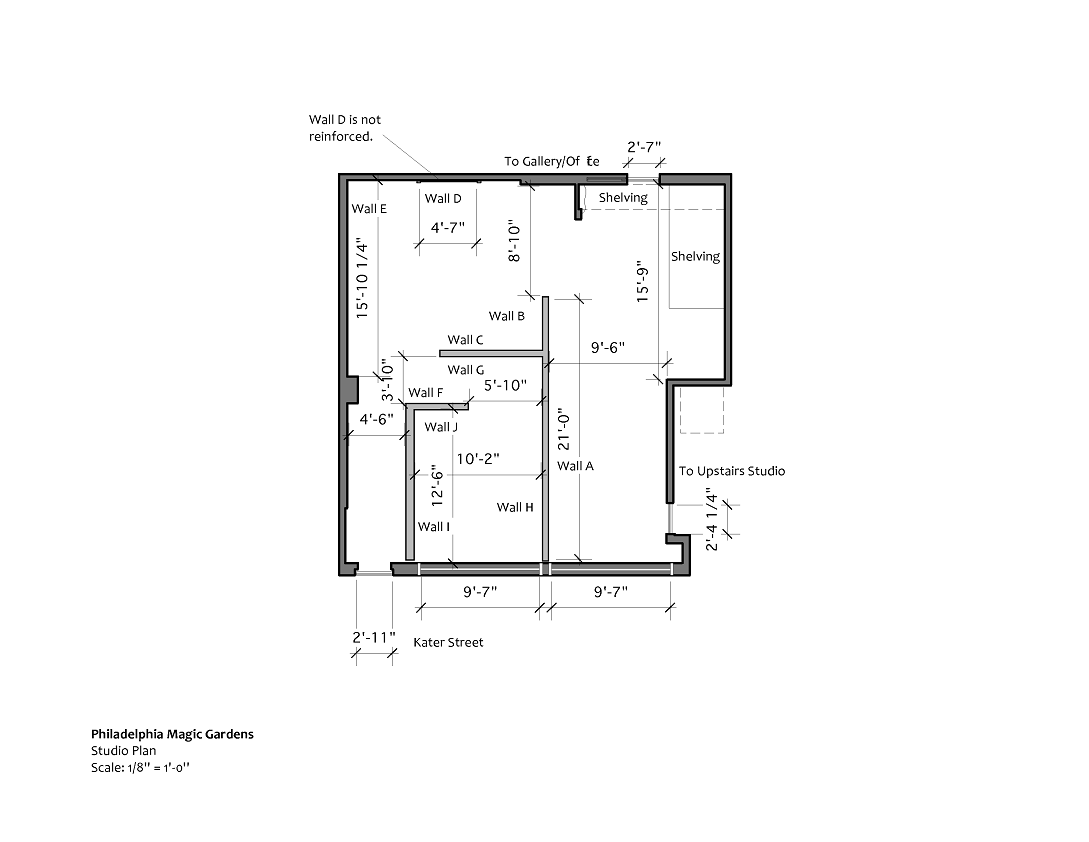 Wall D is not
reinforced.
To Gallery/Of
2'-7"
Wall E
Wall D
Shelving
4'-7"
8'-10"
15'-10 1/4"
15'-9"
Shelving
Wall B
Wall C
9'-6"
Wall G
3'-10"
5'-10"
Wall F
4'-6"
Wall J
21'-0"
10'-2"
Wall A
To Upstairs Studio
12'-6"
Wall H
2'-4 1/4"
Wall I
9'-7"
9'-7"
2'-11"
Kater Street
Philadelphia Magic Gardens
Studio Plan
Scale: 1/8" = 1'-0"